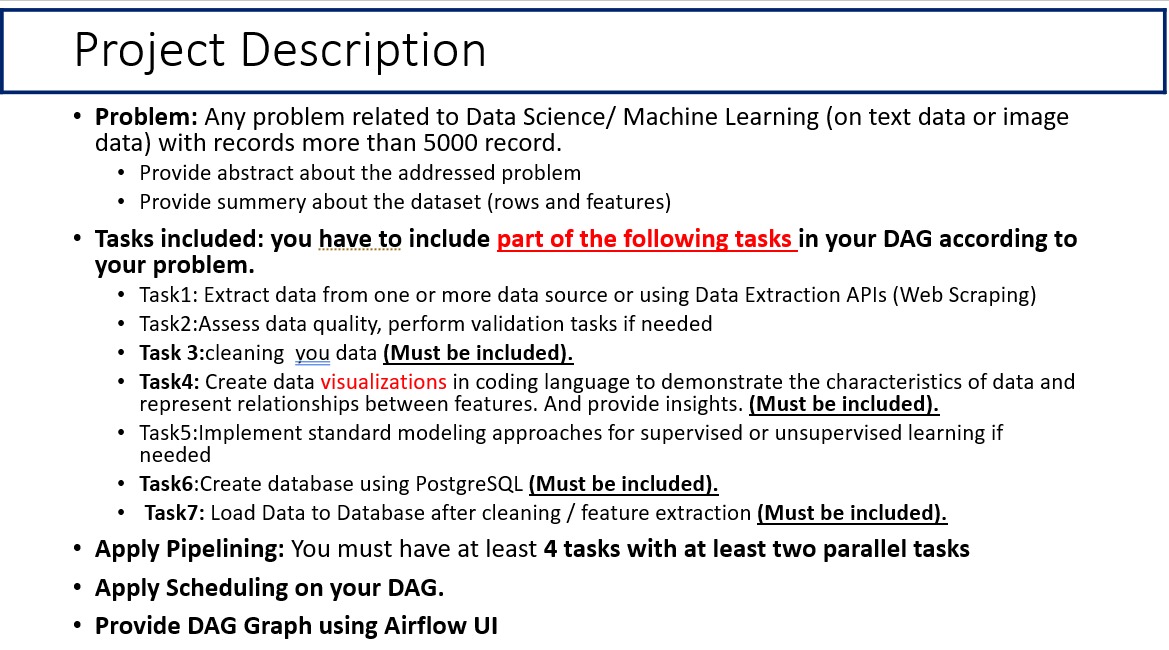 Project Description
• Problem: Any problem related to Data Science/ Machine Learning (on text data or image
data) with records more than 5000 record.
• Provide abstract about the addressed problem
• Provide summery about the dataset (rows and features)
• Tasks included: you have to include part of the following tasks in your DAG according to
your problem.
• Task1: Extract data from one or more data source or using Data Extraction APIs (Web Scraping)
• Task2:Assess data quality, perform validation tasks if needed
• Task 3:cleaning you data (Must be included).
• Task4: Create data visualizations in coding language to demonstrate the characteristics of data and
represent relationships between features. And provide insights. (Must be included).
• Task5:Implement standard modeling approaches for supervised or unsupervised learning if
needed
• Task6:Create database using PostgreSQL (Must be included).
• Task7: Load Data to Database after cleaning / feature extraction (Must be included).
• Apply Pipelining: You must have at least 4 tasks with at least two parallel tasks
• Apply Scheduling on your DAG.
• Provide DAG Graph using Airflow UI